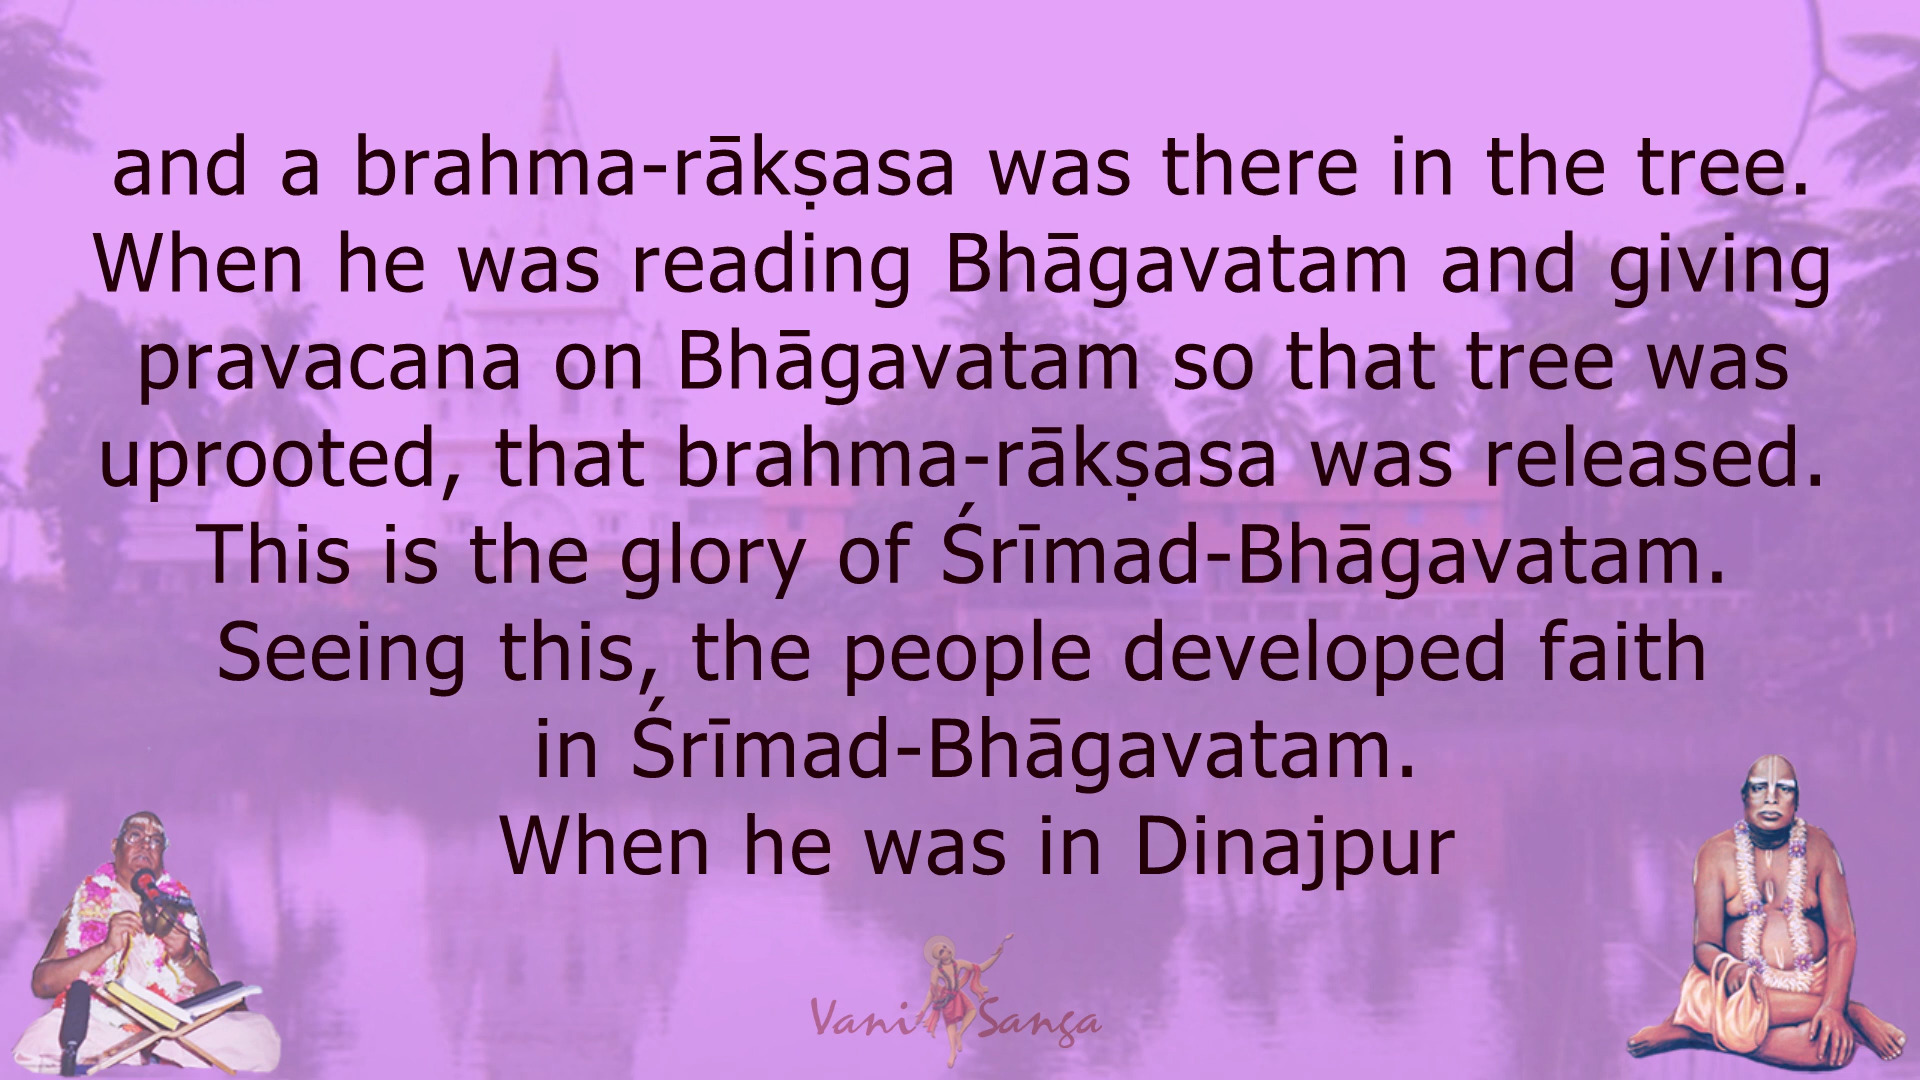 and a brahma-rākṣasa was there in the tree.
When he was reading Bhāgavatam and giving
pravacana on Bhāgavatam so that tree was
uprooted, that brahma-rākṣasa was released.
This is the glory of Śrīmad-Bhāgavatam.
Seeing this, the people developed faith
in Śrīmad-Bhāgavatam.
When he was in Dinajpur
Vani Sanga